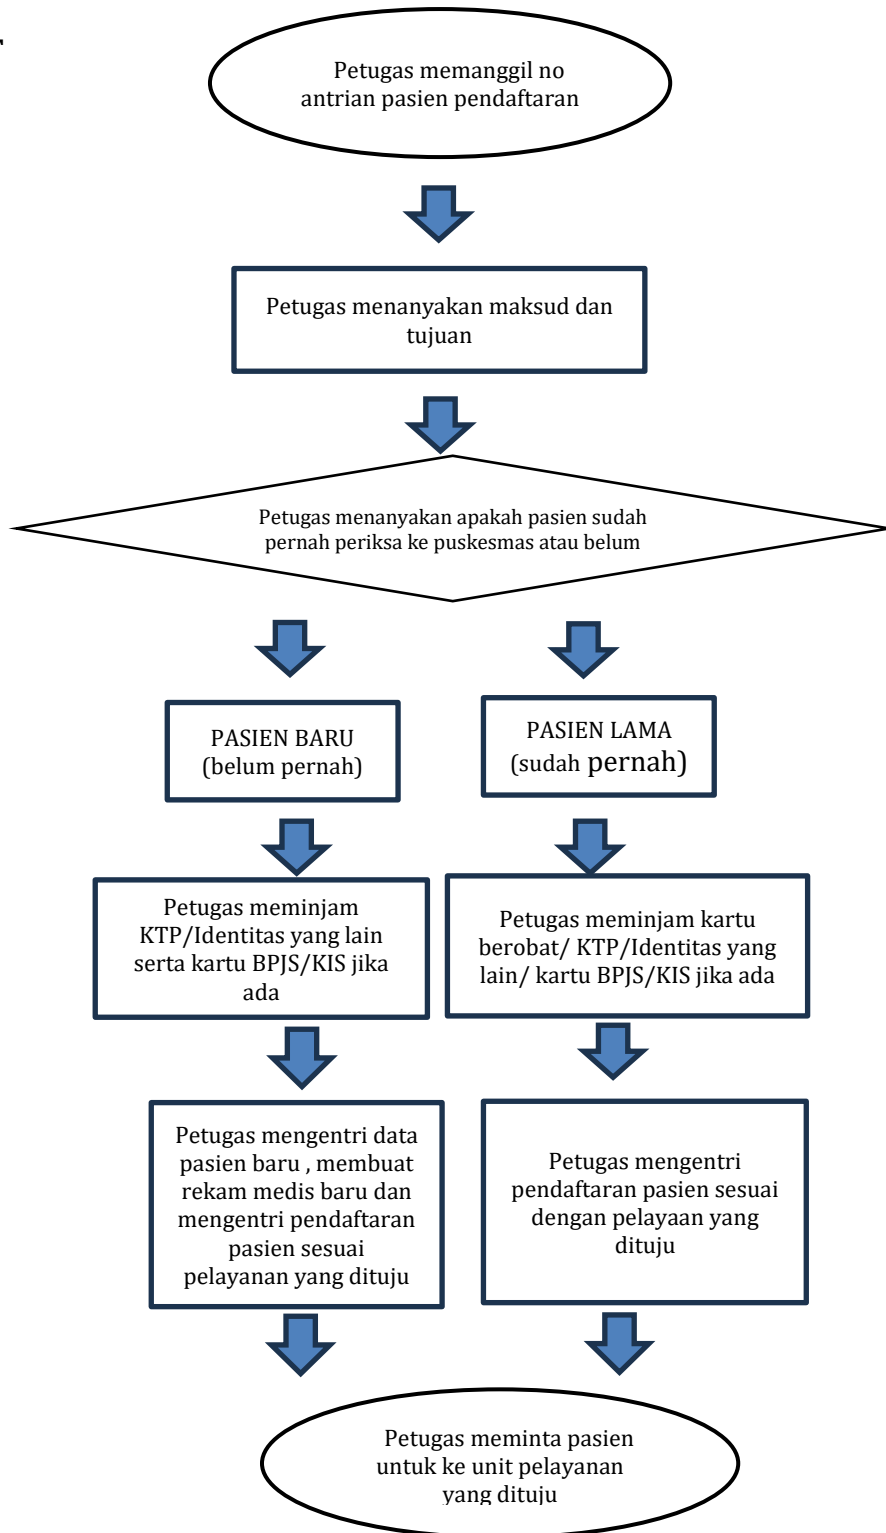 Petugas memanggil no
antrian pasien pendaftaran
Petugas menanyakan maksud dan
tujuan
Petugas menanyakan apakah pasien sudah
pernah periksa ke puskesmas atau belum
PASIEN BARU
(belum pernah)
PASIEN LAMA
(sudah pernah)
Petugas meminjam
KTP/Identitas yang lain
serta kartu BPJS/KIS jika
ada
Petugas meminjam kartu
berobat/ KTP/Identitas yang
lain/ kartu BPJS/KIS jika ada
Petugas mengentri data
pasien baru , membuat
rekam medis baru dan
mengentri pendaftaran
pasien sesuai
pelayanan yang dituju
Petugas mengentri
pendaftaran pasien sesuai
dengan pelayaan yang
dituju
Petugas meminta pasien
untuk ke unit pelayanan
yang dituju